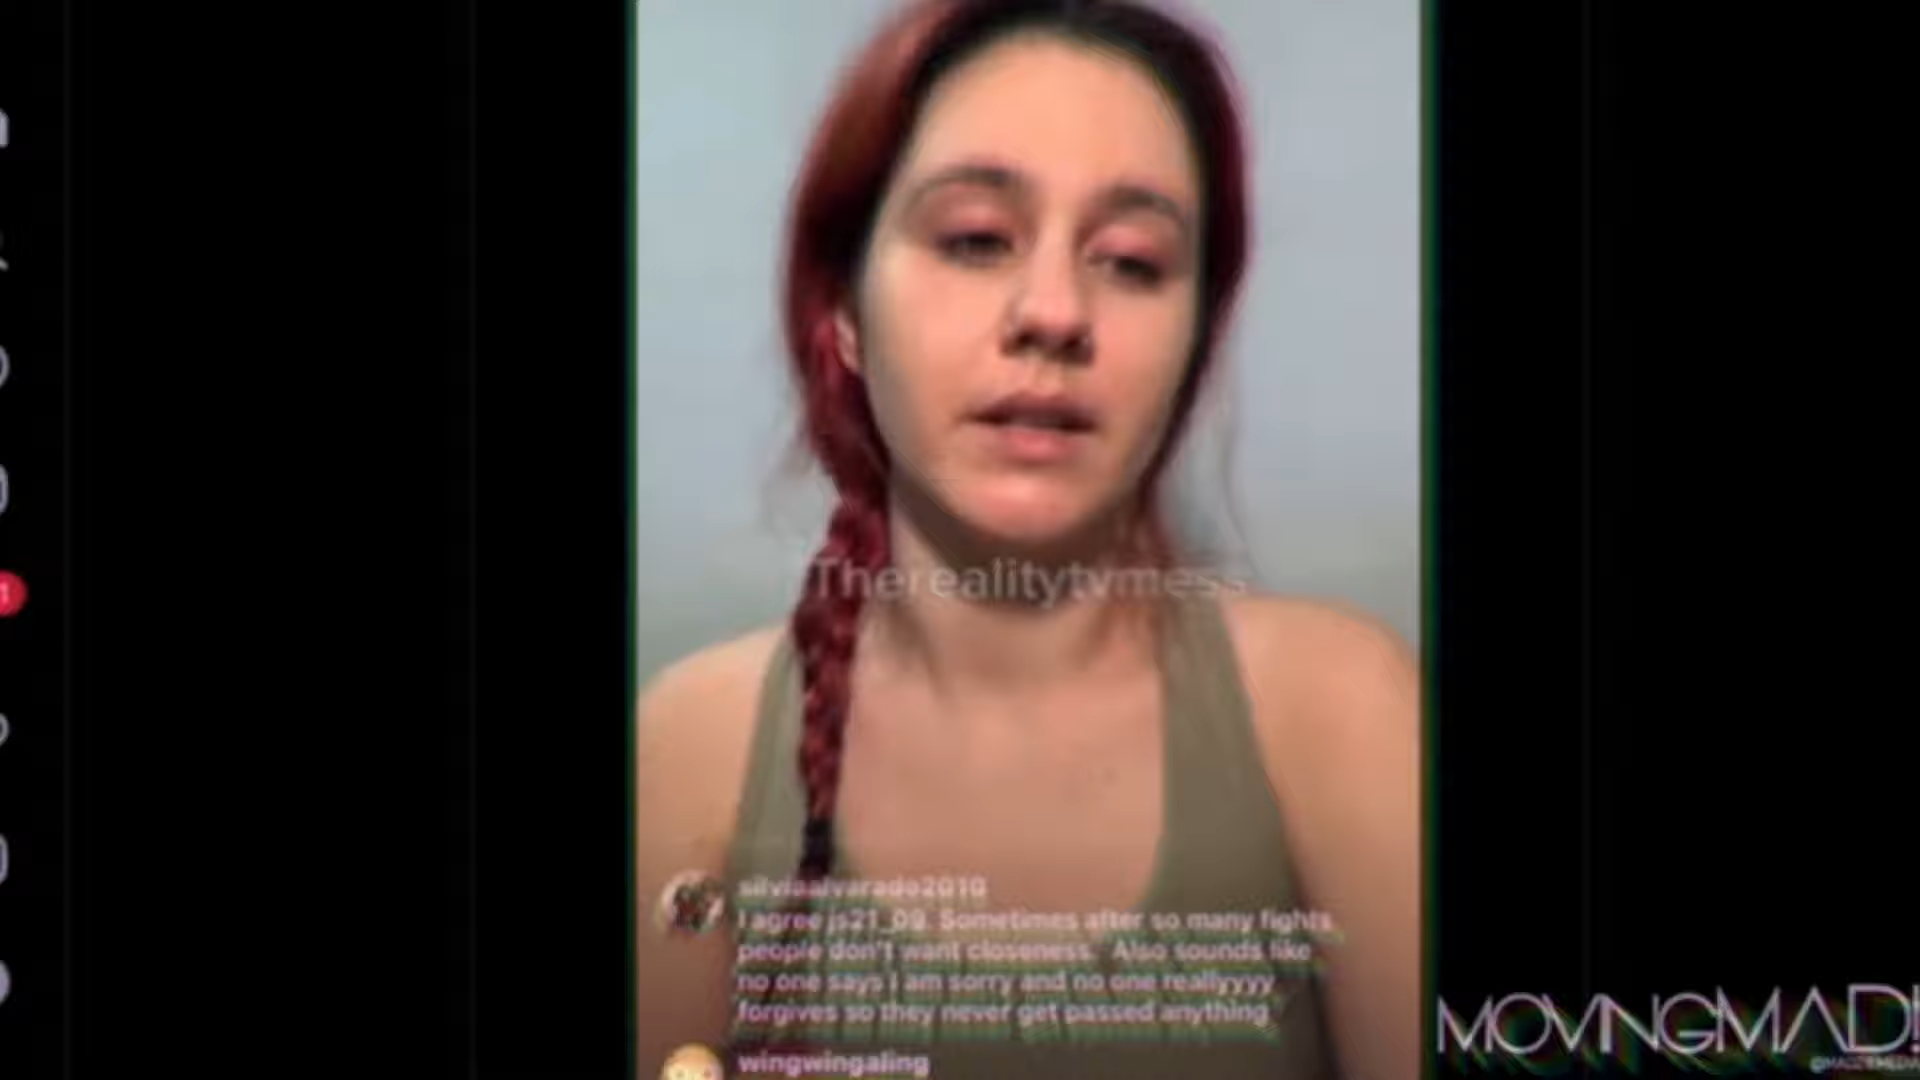 Therealitytvmess
silviaalvarado2010
I agree js21_09. Sometimes after so many fights
people don't want closeness. Also sounds like
no one says I am sorry and no one reallyyyy
forgives so they never get passed anything
wingwingaling
MOVINGMAD!
1